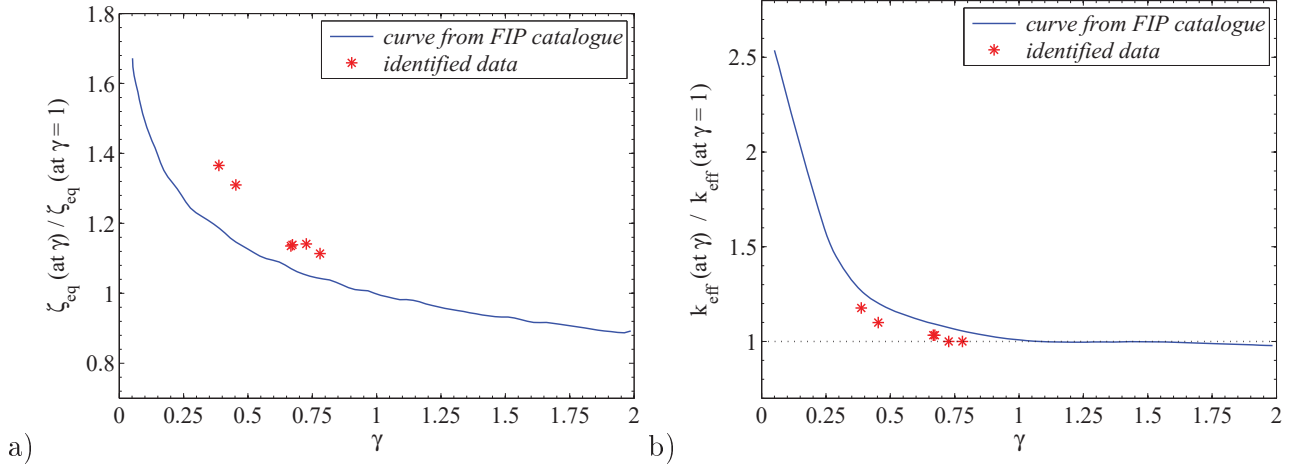 1.8
1.6
1.4
1.2
1
0.8
ζeq (at γ) / ζeq (at γ = 1)
curve from FIP catalogue
identified data
0 0.25 0.5 0.75 1 1.25 1.5 1.75 2
γ
a)
2.5
2
1.5
1
keff (at γ) / keff (at γ = 1)
curve from FIP catalogue
identified data
0 0.25 0.5 0.75 1 1.25 1.5 1.75 2
γ
b)